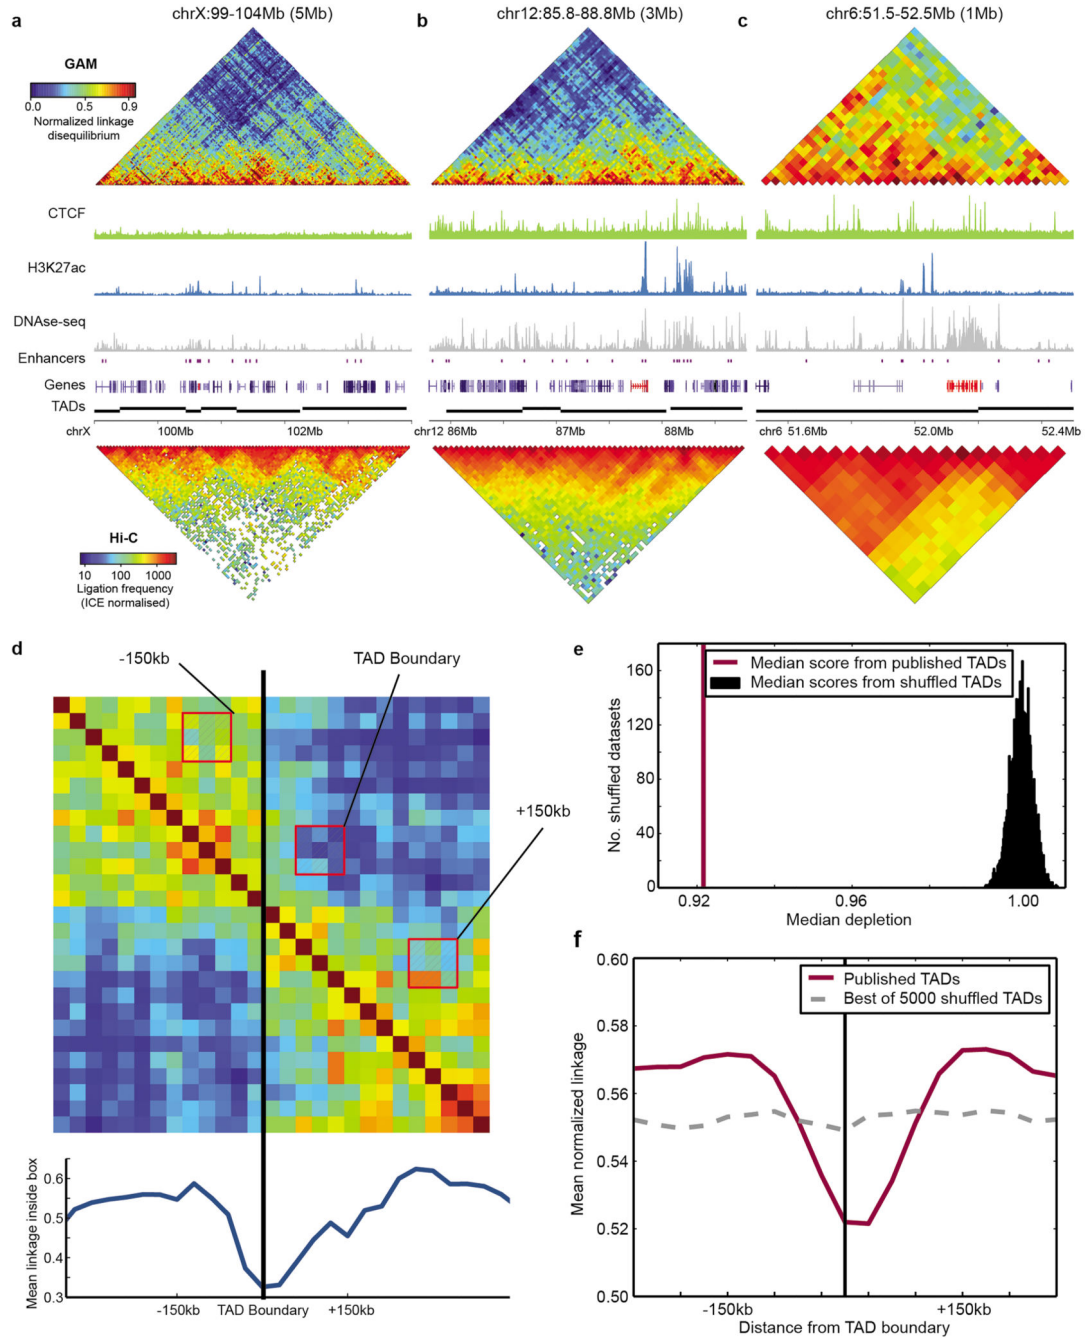 a
chrX:99-104Mb (5Mb)
b
chr12:85.8-88.8Mb (3Mb)
c
chr6:51.5-52.5Mb (1Mb)
GAM
0.0 0.5 0.9
Normalized linkage
disequilibrium
CTCF
H3K27ac
DNAse-seq
Enhancers
Genes
TADs
chrX 100Mb 102Mb
chr12 86Mb 87Mb 88Mb
chr6 51.6Mb 52.0Mb 52.4Mb
Hi-C
10 100 1000
Ligation frequency
(ICE normalised)
d
-150kb
TAD Boundary
+150kb
Mean linkage inside box
0.6
0.5
0.4
0.3
-150kb TAD Boundary +150kb
e
Median score from published TADs
Median scores from shuffled TADs
No. shuffled datasets
160
120
80
40
0
0.92 0.96 1.00
Median depletion
f
Published TADs
Best of 5000 shuffled TADs
Mean normalized linkage
0.60
0.58
0.56
0.54
0.52
0.50
-150kb +150kb
Distance from TAD boundary